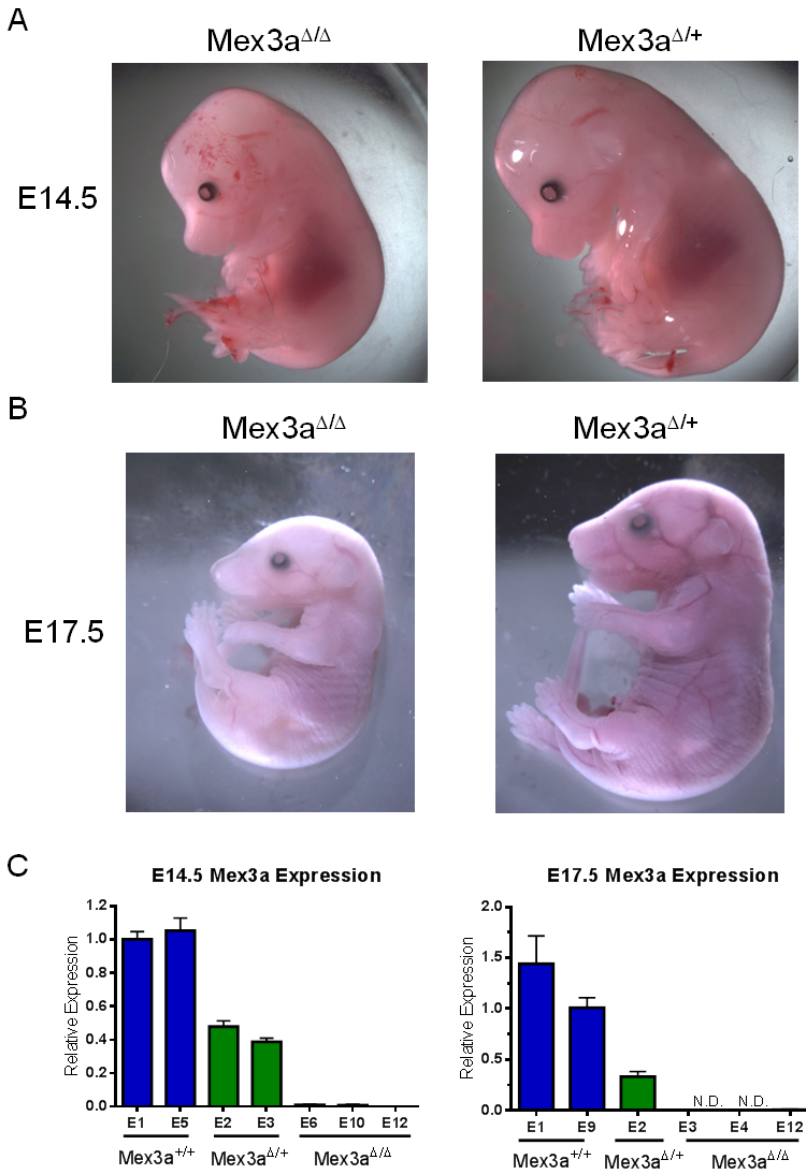 A
Mex3aΔ/Δ Mex3aΔ/+
E14.5
B
Mex3aΔ/Δ Mex3aΔ/+
E17.5
C
E14.5 Mex3a Expression
Relative Expression
1.2
1.0
0.8
0.6
0.4
0.2
0.0
E1 E5 E2 E3 E6 E10 E12
Mex3a+/+ Mex3aΔ/+ Mex3aΔ/Δ
E17.5 Mex3a Expression
Relative Expression
2.0
1.5
1.0
0.5
0.0
N.D. N.D.
E1 E9 E2 E3 E4 E12
Mex3a+/+ Mex3aΔ/+ Mex3aΔ/Δ